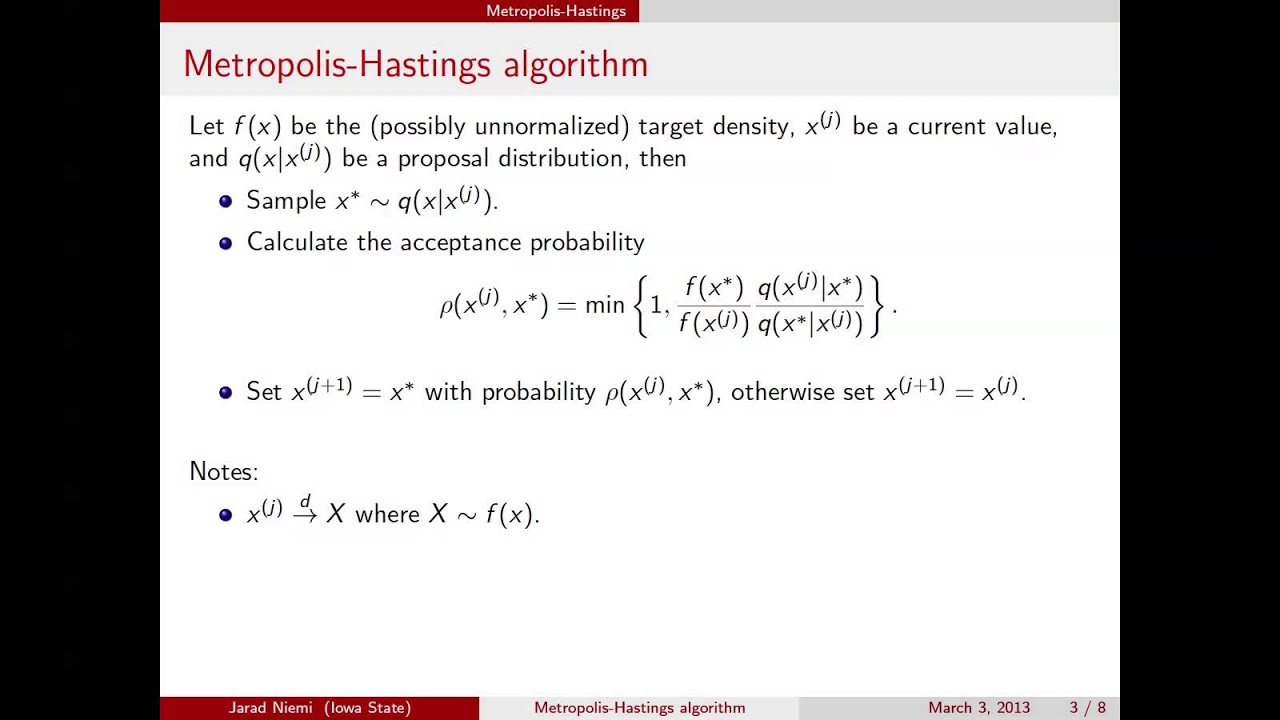 Metropolis-Hastings
Metropolis-Hastings algorithm
Let f(x) be the (possibly unnormalized) target density, x^(j) be a current value,
and q(x|x^(j)) be a proposal distribution, then
• Sample x* ∼ q(x|x^(j)).
• Calculate the acceptance probability
ρ(x^(j), x*) = min {1, f(x*)/f(x^(j)) q(x^(j)|x*)/q(x*|x^(j))}.
• Set x^(j+1) = x* with probability ρ(x^(j), x*), otherwise set x^(j+1) = x^(j).
Notes:
• x^(j) →^d X where X ∼ f(x).
Jarad Niemi (Iowa State) Metropolis-Hastings algorithm March 3, 2013 3 / 8